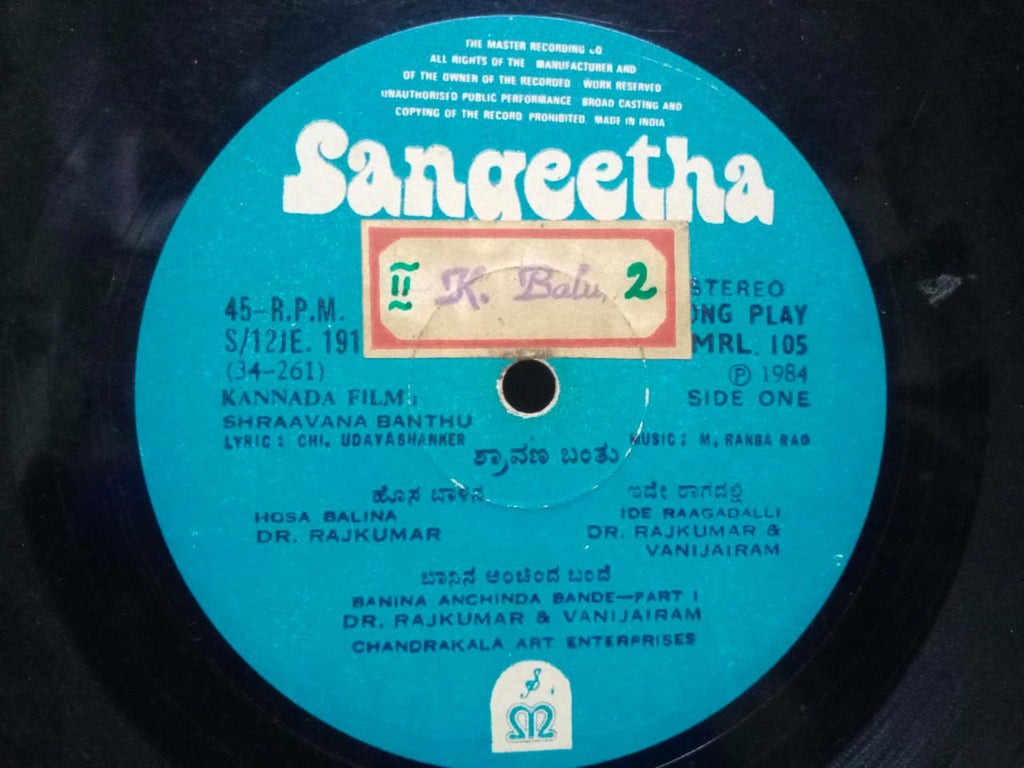 THE MASTER RECORDING CO
ALL RIGHTS OF THE MANUFACTURER AND
OF THE OWNER OF THE RECORDED WORK RESERVED
UNAUTHORISED PUBLIC PERFORMANCE BROAD CASTING AND
COPYING OF THE RECORD PROHIBITED. MADE IN INDIA
Sangeetha
II K. Balu, 2
STEREO
45-R.P.M. ONG PLAY
S/12JE. 191 MRL. 105
(34-261) ℗ 1984
KANNADA FILM: SIDE ONE
SHRAAVANA BANTHU
LYRIC : CHI. UDAYASHANKER MUSIC : M. RANGA RAO
ಶ್ರಾವಣ ಬಂತು
ಹೊಸ ಬಾಳಿನ ಇದೇ ರಾಗದಲ್ಲಿ
HOSA BALINA IDE RAAGADALLI
DR. RAJKUMAR DR. RAJKUMAR &
VANIJAIRAM
ಬಾನಿನ ಅಂಚಿಂದ ಬಂದೆ
BANINA ANCHINDA BANDE—PART I
DR. RAJKUMAR & VANIJAIRAM
CHANDRAKALA ART ENTERPRISES